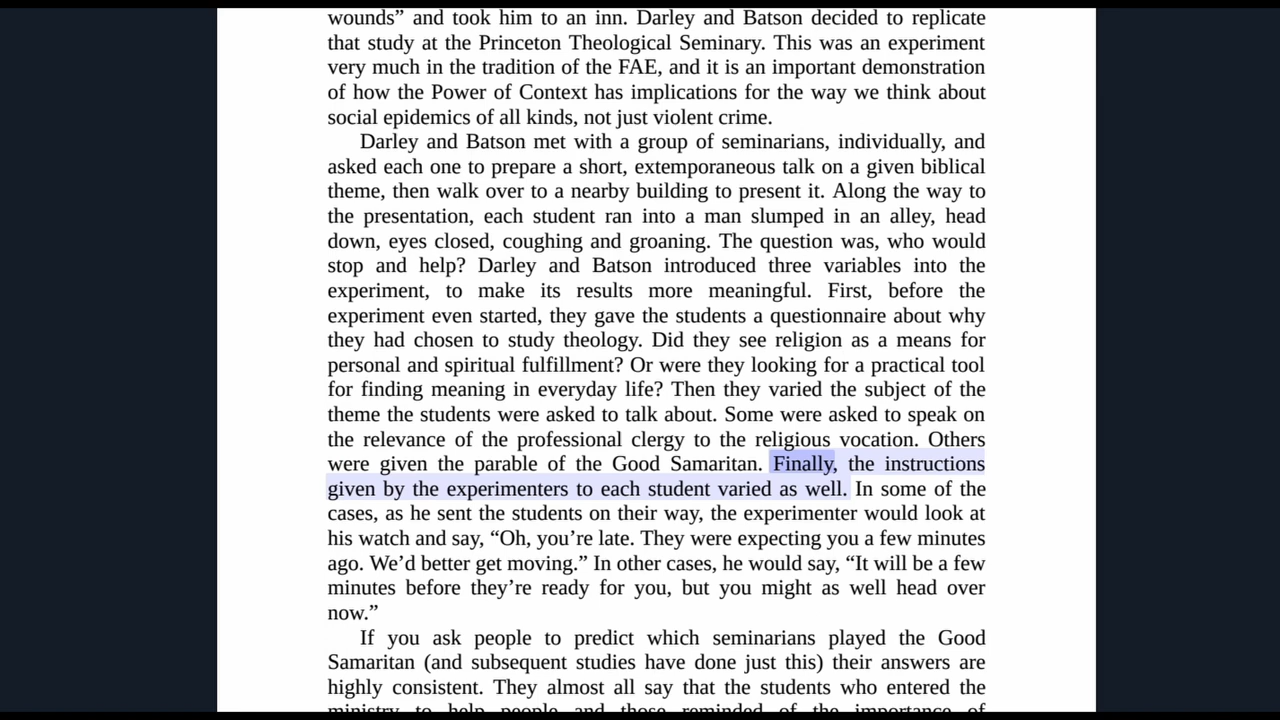 wounds” and took him to an inn. Darley and Batson decided to replicate
that study at the Princeton Theological Seminary. This was an experiment
very much in the tradition of the FAE, and it is an important demonstration
of how the Power of Context has implications for the way we think about
social epidemics of all kinds, not just violent crime.
Darley and Batson met with a group of seminarians, individually, and
asked each one to prepare a short, extemporaneous talk on a given biblical
theme, then walk over to a nearby building to present it. Along the way to
the presentation, each student ran into a man slumped in an alley, head
down, eyes closed, coughing and groaning. The question was, who would
stop and help? Darley and Batson introduced three variables into the
experiment, to make its results more meaningful. First, before the
experiment even started, they gave the students a questionnaire about why
they had chosen to study theology. Did they see religion as a means for
personal and spiritual fulfillment? Or were they looking for a practical tool
for finding meaning in everyday life? Then they varied the subject of the
theme the students were asked to talk about. Some were asked to speak on
the relevance of the professional clergy to the religious vocation. Others
were given the parable of the Good Samaritan. Finally, the instructions
given by the experimenters to each student varied as well. In some of the
cases, as he sent the students on their way, the experimenter would look at
his watch and say, “Oh, you’re late. They were expecting you a few minutes
ago. We’d better get moving.” In other cases, he would say, “It will be a few
minutes before they’re ready for you, but you might as well head over
now.”
If you ask people to predict which seminarians played the Good
Samaritan (and subsequent studies have done just this) their answers are
highly consistent. They almost all say that the students who entered the
ministry to help people and those reminded of the importance of